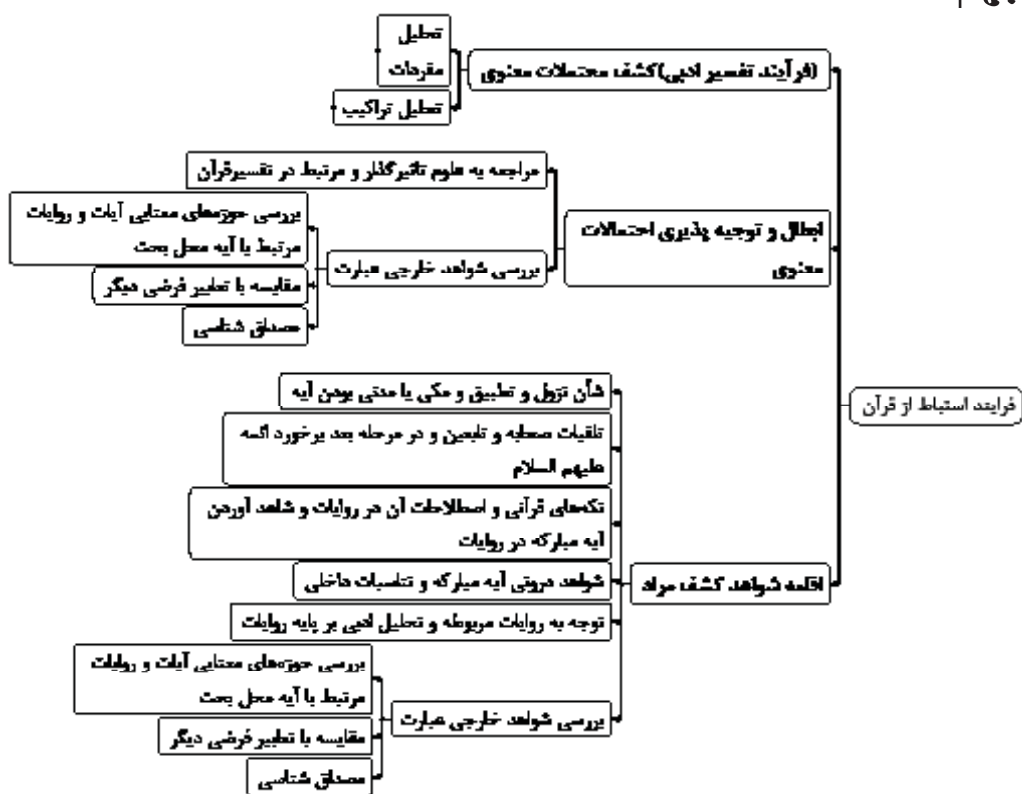 فرایند استباط از قرآن
(فرآیند تفسیر ادبی)کشف محتملات معنوی
تحلیل
مفردات
تحلیل تراکیب
ابطال و توجیه پذیری احتمالات
معنوی
مراجعه به علوم تاثیرگذار و مرتبط در تفسیرقرآن
بررسی شواهد خارجی عبارت
بررسی حوزه‌های معنایی آیات و روایات
مرتبط با آیه محل بحث
مقایسه با تعابیر فرضی دیگر
مصداق شناسی
اقامه شواهد کشف مراد
شأن نزول و تطبیق و مکی یا مدنی بودن آیه
تلقیات صحابه و تابعین و در مرحله بعد برخورد ائمه
علیهم السلام
تکه‌های قرآنی و اصطلاحات آن در روایات و شاهد آوردن
آیه مبارکه در روایات
شواهد درونی آیه مبارکه و تناسبات داخلی
توجه به روایات مربوطه و تحلیل ادبی بر پایه روایات
بررسی شواهد خارجی عبارت
بررسی حوزه‌های معنایی آیات و روایات
مرتبط با آیه محل بحث
مقایسه با تعابیر فرضی دیگر
مصداق شناسی